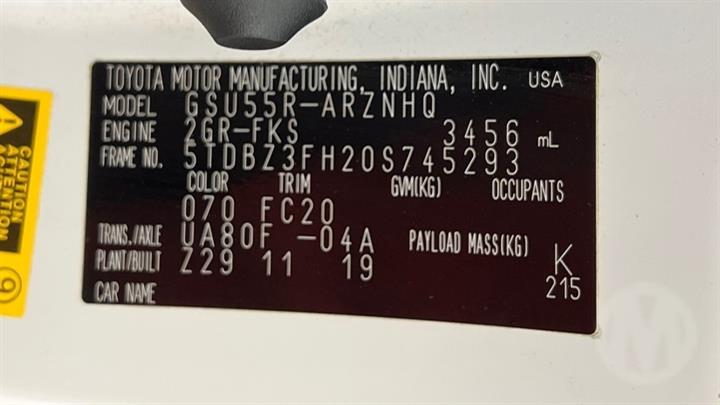 TOYOTA MOTOR MANUFACTURING, INDIANA, INC. USA
MODEL GSU55R-ARZNHQ
ENGINE 2GR-FKS 3456 mL
FRAME NO. 5TDBZ3FH20S745293
COLOR TRIM GVM(KG) OCCUPANTS
070 FC20
TRANS./AXLE UA80F -04A PAYLOAD MASS(KG)
PLANT/BUILT Z29 11 19 K
CAR NAME 215
CAUTION
ATTENTION
9
M